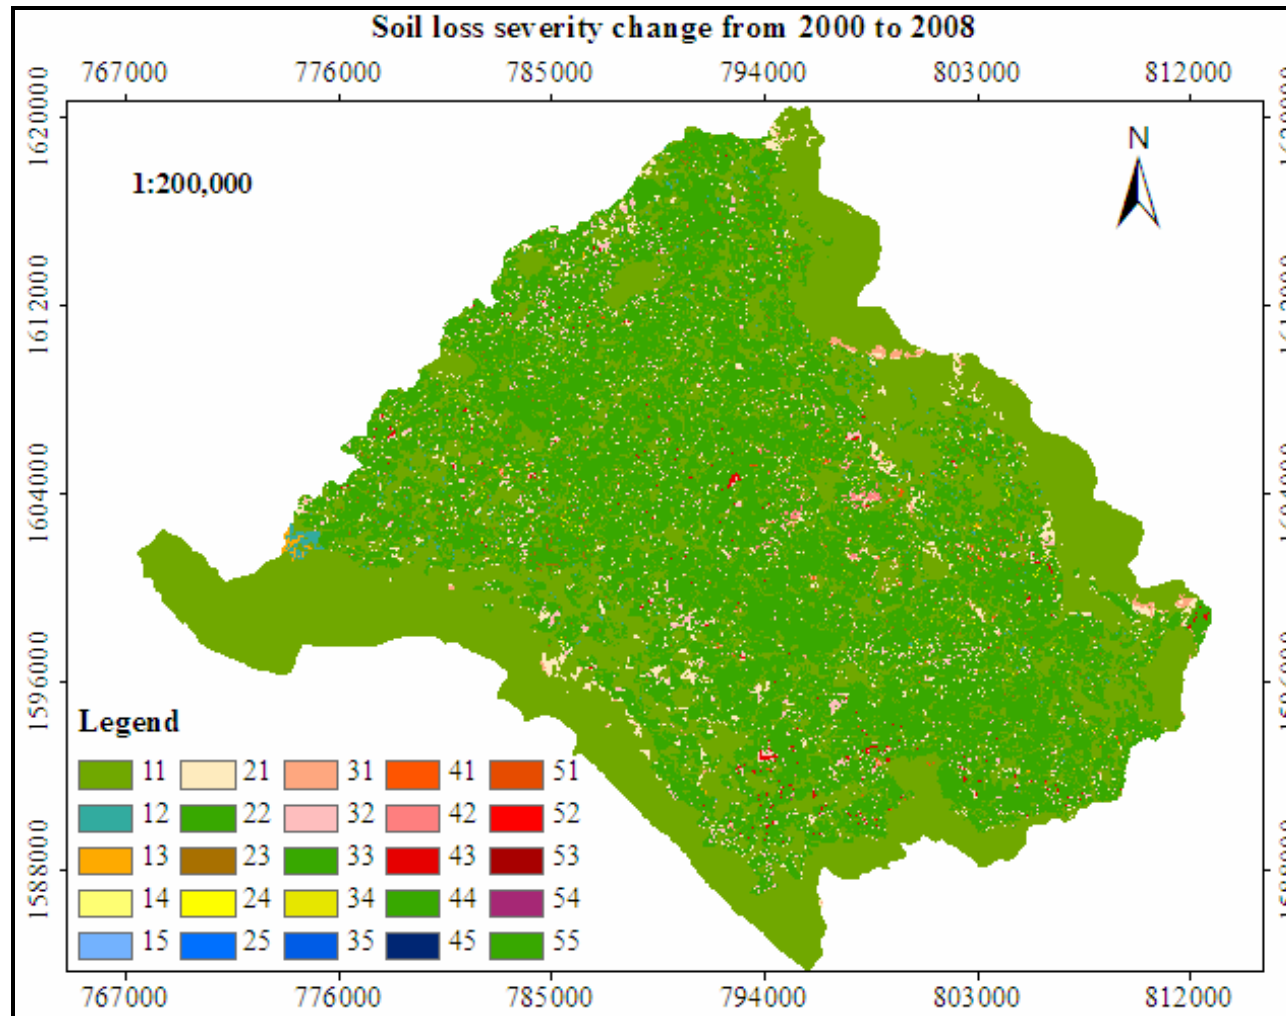 Soil loss severity change from 2000 to 2008
767000 776000 785000 794000 803000 812000
1620000
1612000
1604000
1596000
1588000
1:200,000
N
Legend
11 21 31 41 51
12 22 32 42 52
13 23 33 43 53
14 24 34 44 54
15 25 35 45 55
767000 776000 785000 794000 803000 812000